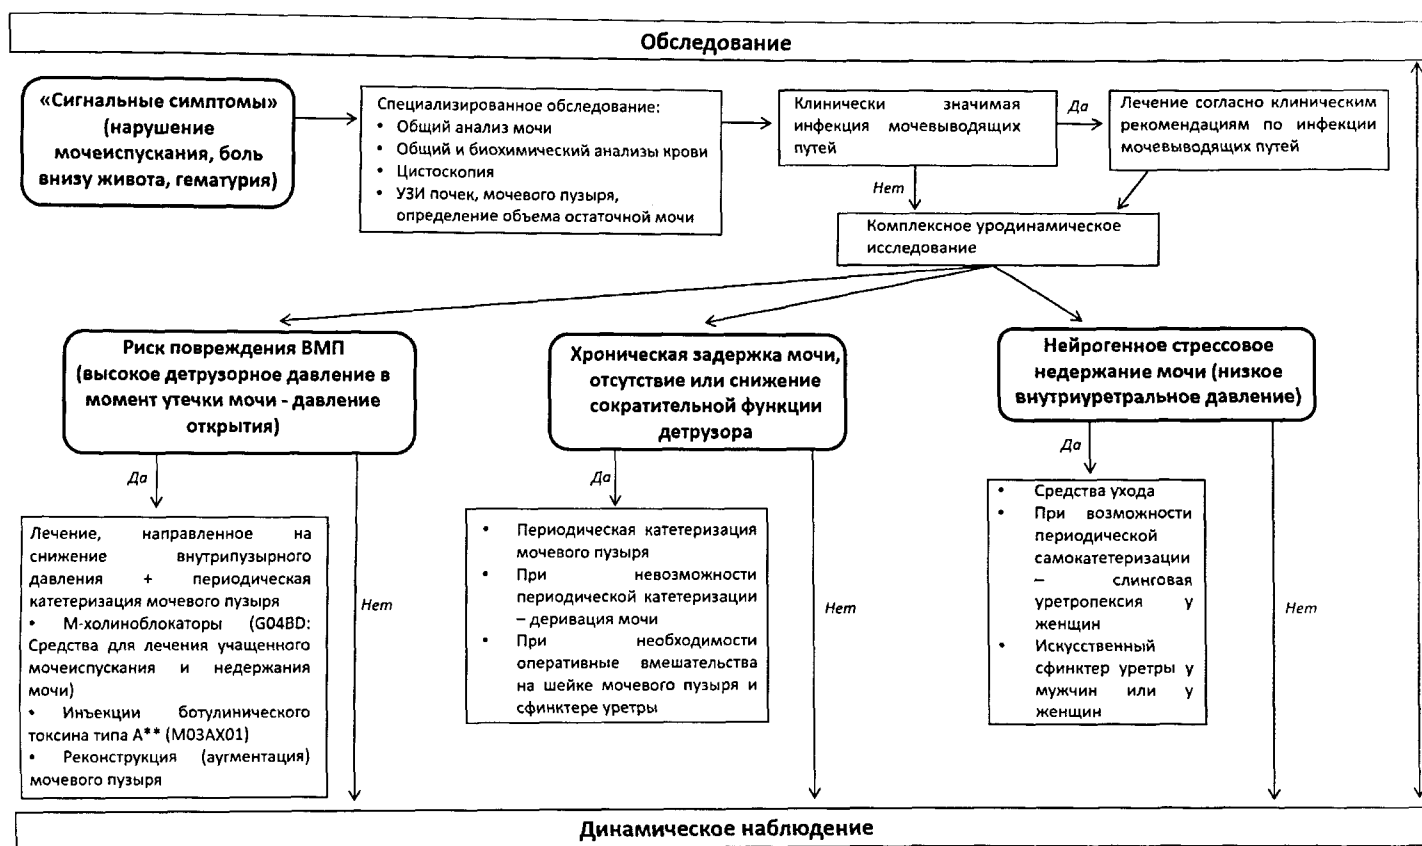 Обследование
«Сигнальные симптомы»
(нарушение
мочеиспускания, боль
внизу живота, гематурия)
Специализированное обследование:
• Общий анализ мочи
• Общий и биохимический анализы крови
• Цистоскопия
• УЗИ почек, мочевого пузыря,
определение объема остаточной мочи
Клинически значимая
инфекция мочевыводящих
путей
Да
Лечение согласно клиническим
рекомендациям по инфекции
мочевыводящих путей
Нет
Комплексное уродинамическое
исследование
Риск повреждения ВМП
(высокое детрузорное давление в
момент утечки мочи - давление
открытия)
Да
Нет
Лечение, направленное на
снижение внутрипузырного
давления + периодическая
катетеризация мочевого пузыря
• М-холиноблокаторы (G04BD:
Средства для лечения учащенного
мочеиспускания и недержания
мочи)
• Инъекции ботулинического
токсина типа А** (M03AX01)
• Реконструкция (аугментация)
мочевого пузыря
Хроническая задержка мочи,
отсутствие или снижение
сократительной функции
детрузора
Да
Нет
• Периодическая катетеризация
мочевого пузыря
• При невозможности
периодической катетеризации
– деривация мочи
• При необходимости
оперативные вмешательства
на шейке мочевого пузыря и
сфинктере уретры
Нейрогенное стрессовое
недержание мочи (низкое
внутриуретральное давление)
Да
Нет
• Средства ухода
• При возможности
периодической
самокатетеризации
– слинговая
уретропексия у
женщин
• Искусственный
сфинктер уретры у
мужчин или у
женщин
Динамическое наблюдение